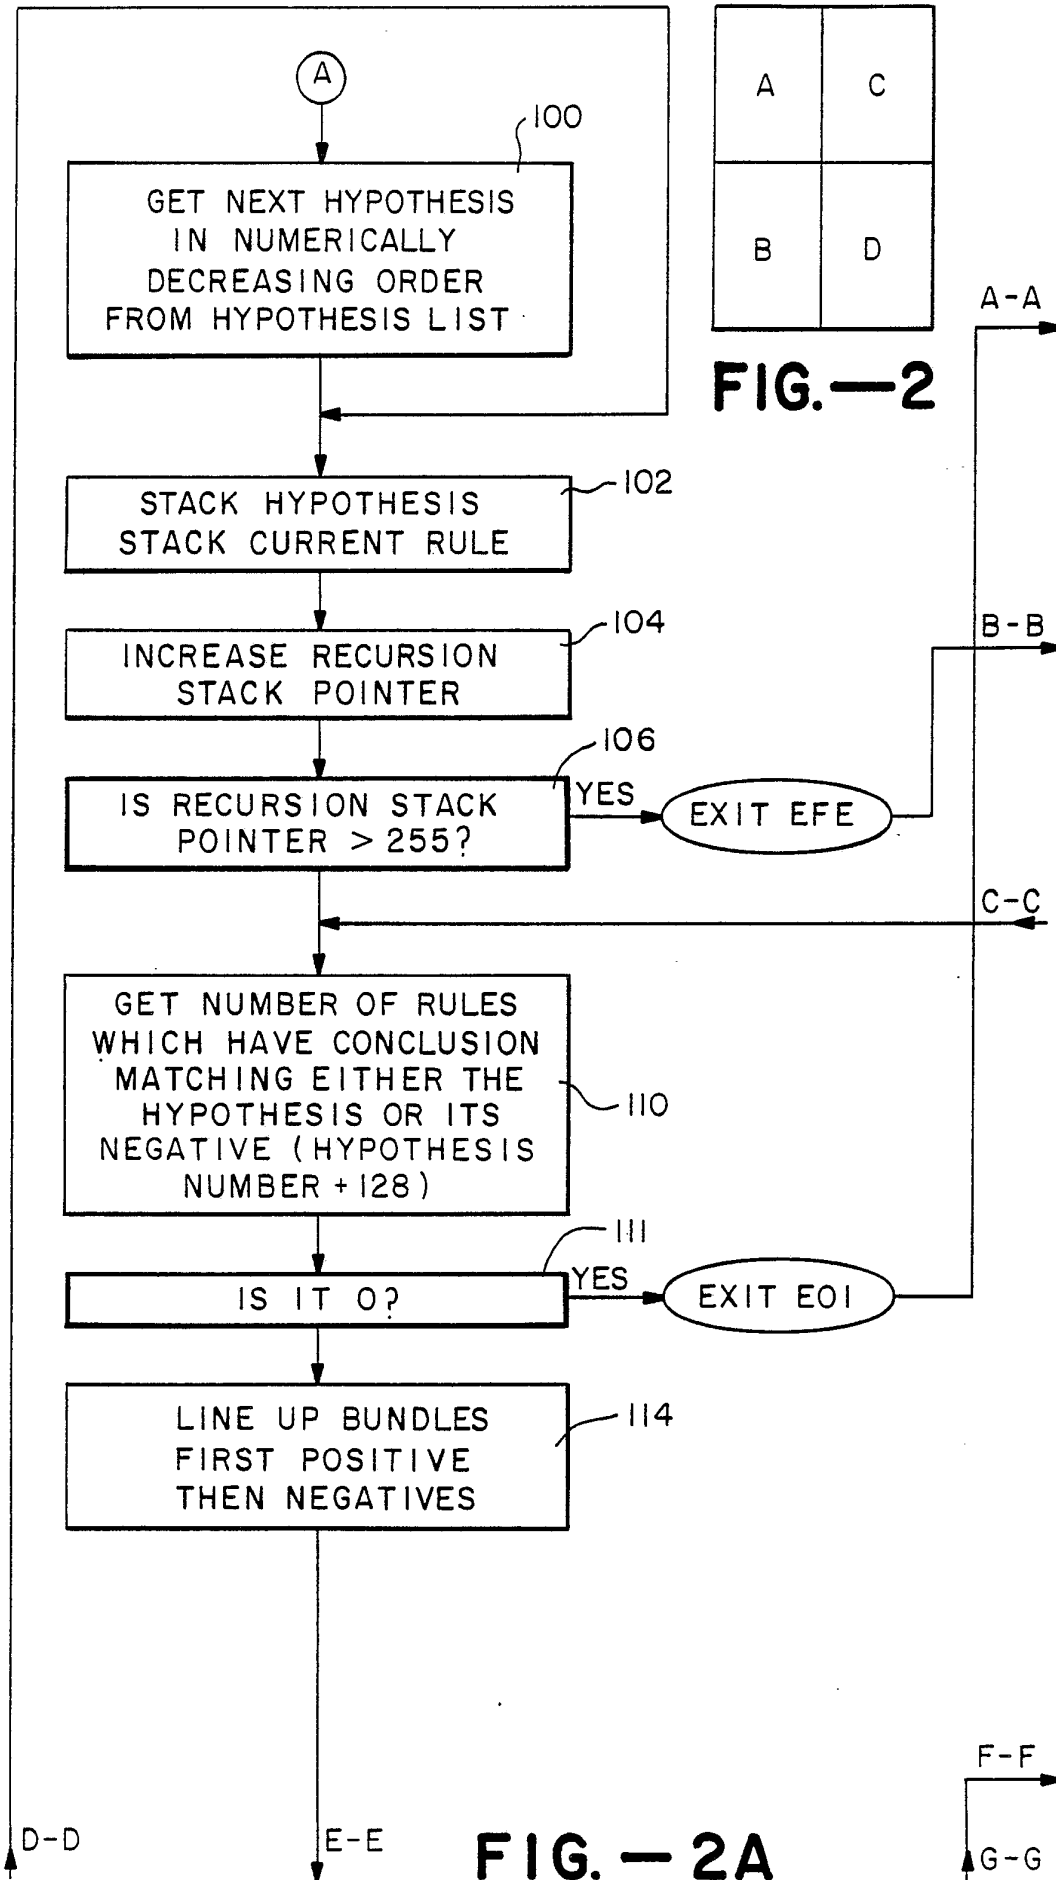 A
100
GET NEXT HYPOTHESIS
IN NUMERICALLY
DECREASING ORDER
FROM HYPOTHESIS LIST
A C
B D
FIG.—2
A-A
102
STACK HYPOTHESIS
STACK CURRENT RULE
104
INCREASE RECURSION
STACK POINTER
B-B
106
IS RECURSION STACK
POINTER > 255?
YES
EXIT EFE
C-C
GET NUMBER OF RULES
WHICH HAVE CONCLUSION
MATCHING EITHER THE
HYPOTHESIS OR ITS
NEGATIVE (HYPOTHESIS
NUMBER + 128)
110
111
IS IT 0?
YES
EXIT EOI
LINE UP BUNDLES
FIRST POSITIVE
THEN NEGATIVES
114
F-F
D-D
E-E
FIG.—2A
G-G